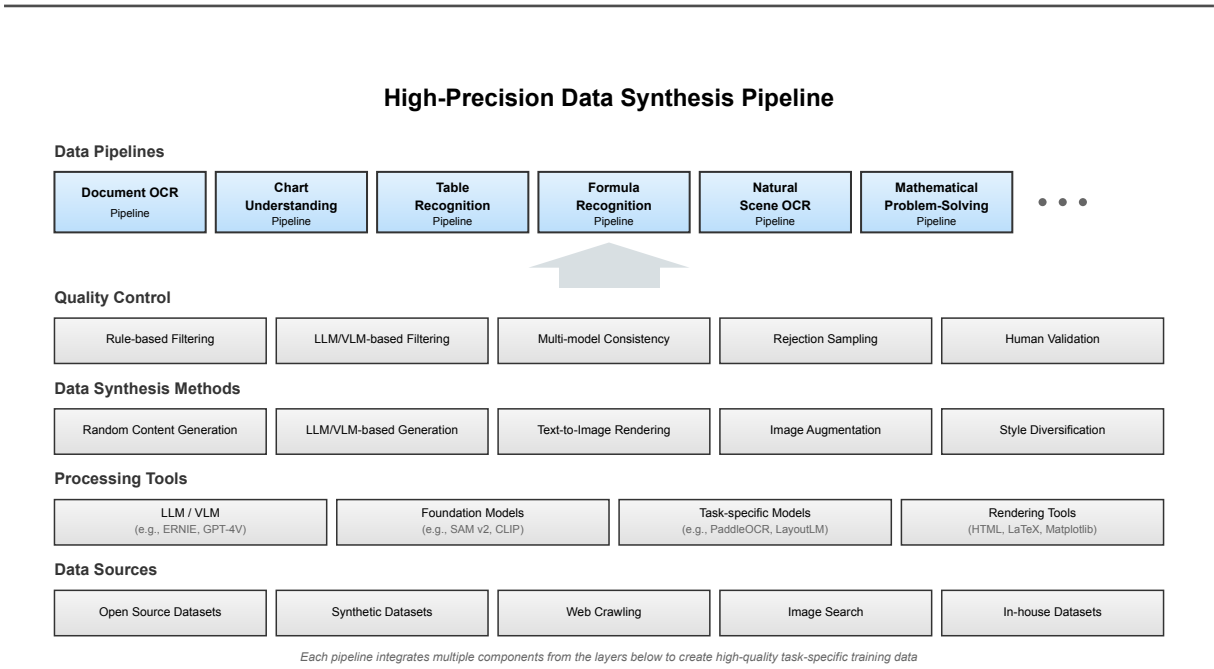 High-Precision Data Synthesis Pipeline
Data Pipelines
Document OCR
Pipeline
Chart
Understanding
Pipeline
Table
Recognition
Pipeline
Formula
Recognition
Pipeline
Natural
Scene OCR
Pipeline
Mathematical
Problem-Solving
Pipeline
Quality Control
Rule-based Filtering
LLM/VLM-based Filtering
Multi-model Consistency
Rejection Sampling
Human Validation
Data Synthesis Methods
Random Content Generation
LLM/VLM-based Generation
Text-to-Image Rendering
Image Augmentation
Style Diversification
Processing Tools
LLM / VLM
(e.g., ERNIE, GPT-4V)
Foundation Models
(e.g., SAM v2, CLIP)
Task-specific Models
(e.g., PaddleOCR, LayoutLM)
Rendering Tools
(HTML, LaTeX, Matplotlib)
Data Sources
Open Source Datasets
Synthetic Datasets
Web Crawling
Image Search
In-house Datasets
Each pipeline integrates multiple components from the layers below to create high-quality task-specific training data